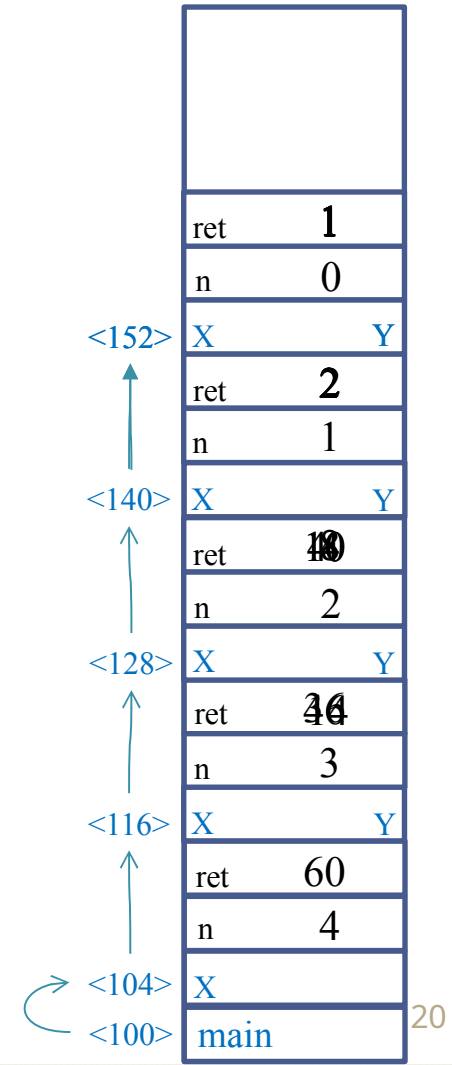 ret 1
n 0
<152> X Y
ret 2
n 1
<140> X Y
ret
n 2
<128> X Y
ret
n 3
<116> X Y
ret 60
n 4
<104> X
<100> main
20